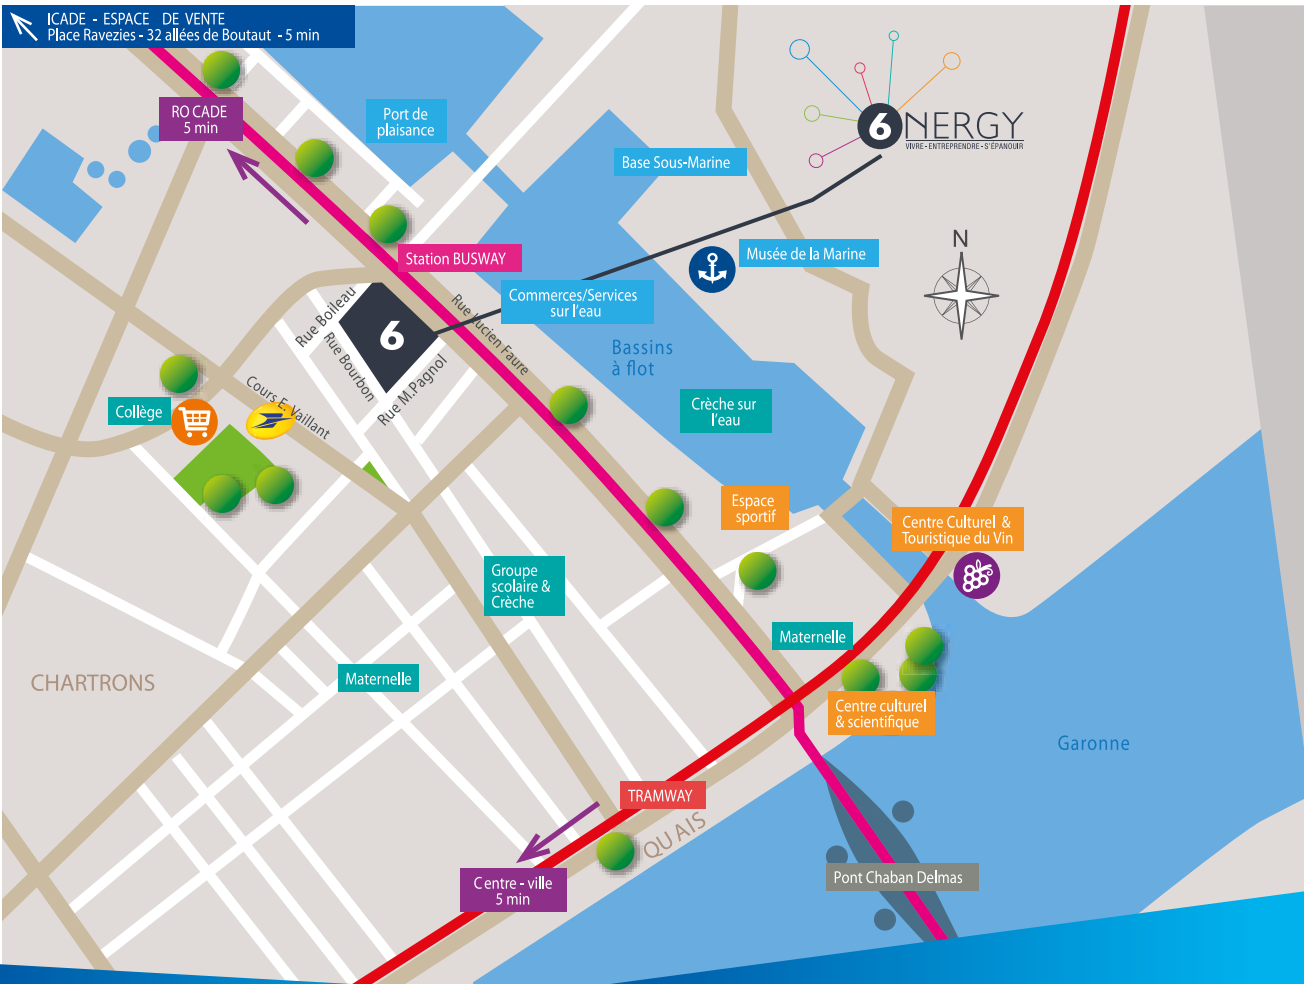 ICADE - ESPACE DE VENTE
Place Ravezies - 32 allées de Boutaut - 5 min
ROCADE
5 min
Port de
plaisance
6NERGY
VIVRE - ENTREPRENDRE - S'ÉPANOUIR
Base Sous-Marine
Station BUSWAY
Musée de la Marine
N
Commerces/Services
sur l'eau
Rue Boileau
Rue Bourbon
6
Rue M.Pagnol
Rue Lucien Faure
Bassins
à flot
Collège
Cours E. Vaillant
Crèche sur
l'eau
Espace
sportif
Centre Culturel &
Touristique du Vin
Groupe
scolaire &
Crèche
Maternelle
CHARTRONS
Maternelle
Centre culturel
& scientifique
Garonne
TRAMWAY
QUAIS
Centre - ville
5 min
Pont Chaban Delmas